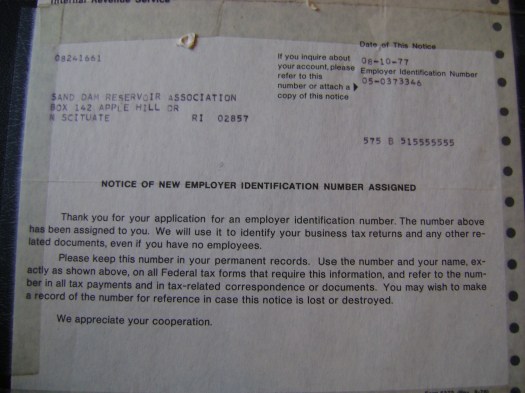 Internal Revenue Service
Date of This Notice
08241661
If you inquire about
your account, please
refer to this
number or attach a
copy of this notice
08-10-77
Employer Identification Number
05-0373346
SAND DAM RESERVOIR ASSOCIATION
BOX 142 APPLE HILL DR
N SCITUATE RI 02857
575 B 515555555
NOTICE OF NEW EMPLOYER IDENTIFICATION NUMBER ASSIGNED
Thank you for your application for an employer identification number. The number above
has been assigned to you. We will use it to identify your business tax returns and any other re-
lated documents, even if you have no employees.
Please keep this number in your permanent records. Use the number and your name, ex-
actly as shown above, on all Federal tax forms that require this information, and refer to the num-
ber in all tax payments and in tax-related correspondence or documents. You may wish to make
a record of the number for reference in case this notice is lost or destroyed.
We appreciate your cooperation.